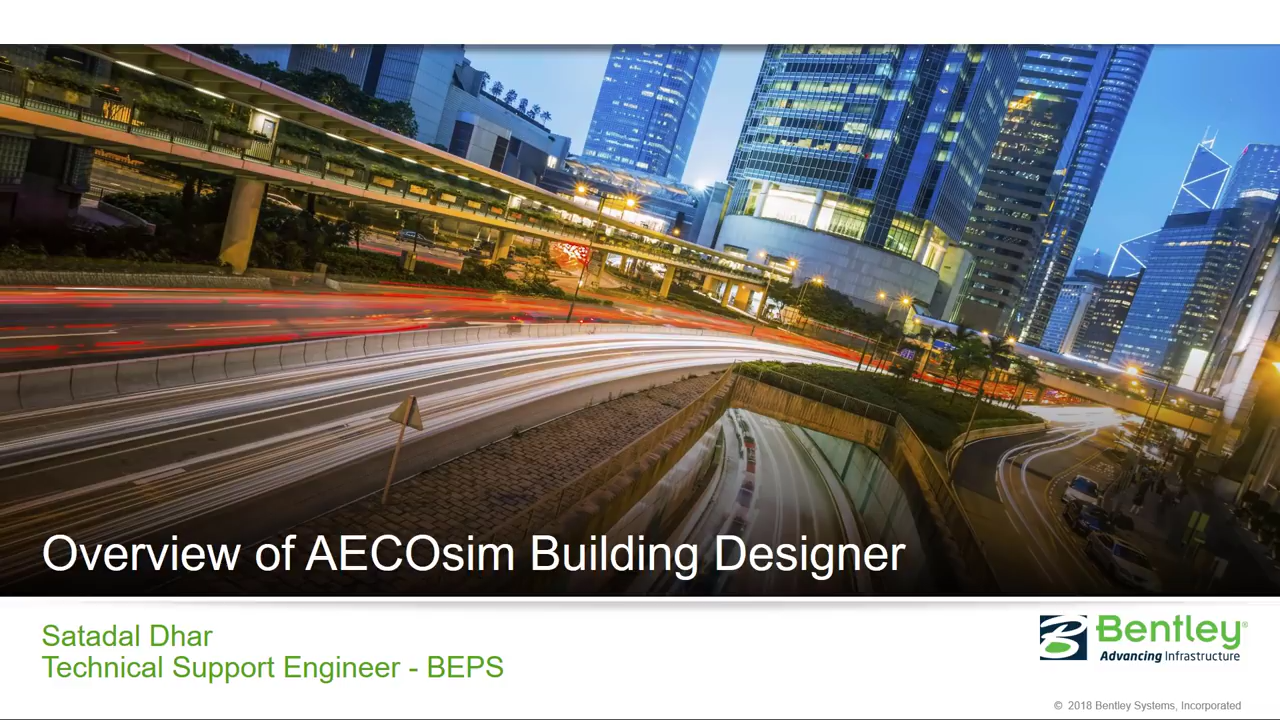 Overview of AECOsim Building Designer
Satadal Dhar
Technical Support Engineer - BEPS
Bentley®
Advancing Infrastructure
© 2018 Bentley Systems, Incorporated